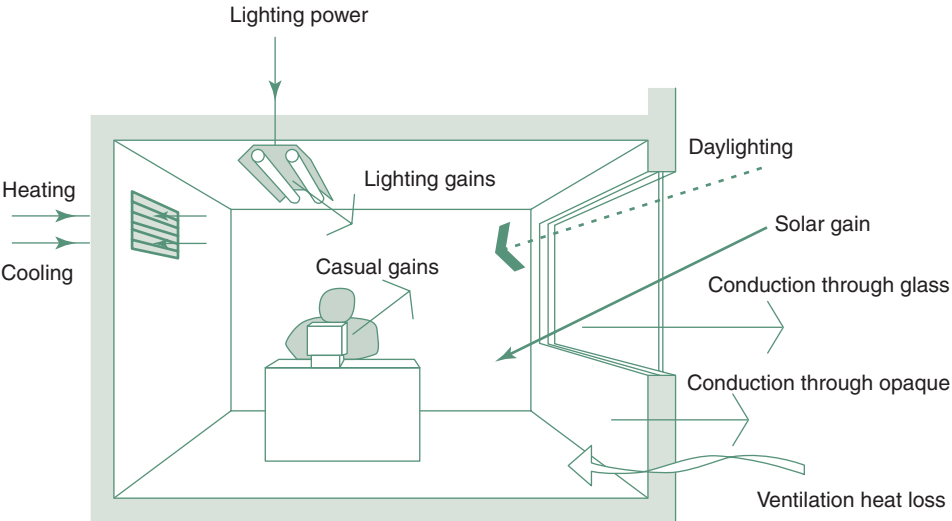 Lighting power
Daylighting
Heating
Lighting gains
Solar gain
Cooling
Casual gains
Conduction through glass
Conduction through opaque
Ventilation heat loss